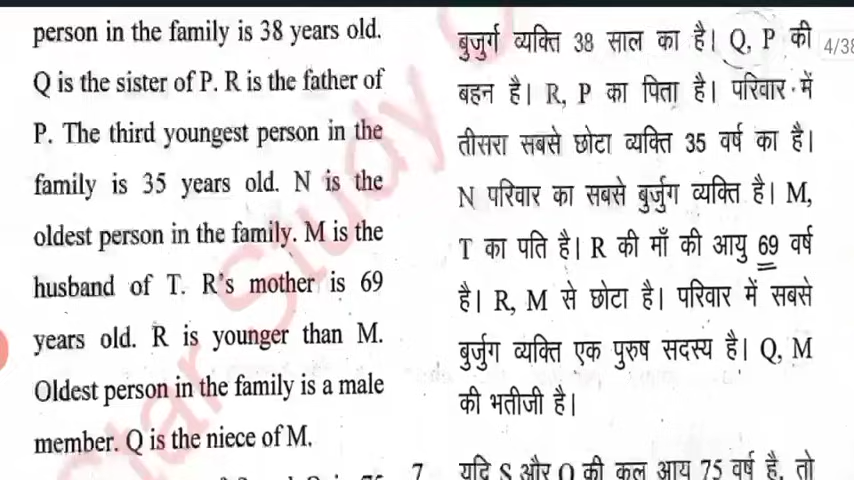 person in the family is 38 years old.
Q is the sister of P. R is the father of
P. The third youngest person in the
family is 35 years old. N is the
oldest person in the family. M is the
husband of T. R's mother is 69
years old. R is younger than M.
Oldest person in the family is a male
member. Q is the niece of M.
बुजुर्ग व्यक्ति 38 साल का है। Q, P की
बहन है। R, P का पिता है। परिवार में
तीसरा सबसे छोटा व्यक्ति 35 वर्ष का है।
N परिवार का सबसे बुर्जुग व्यक्ति है। M,
T का पति है। R की माँ की आयु 69 वर्ष
है। R, M से छोटा है। परिवार में सबसे
बुर्जुग व्यक्ति एक पुरुष सदस्य है। Q, M
की भतीजी है।
7 यदि S और Q की कुल आयु 75 वर्ष है, तो
4/38
Star Study